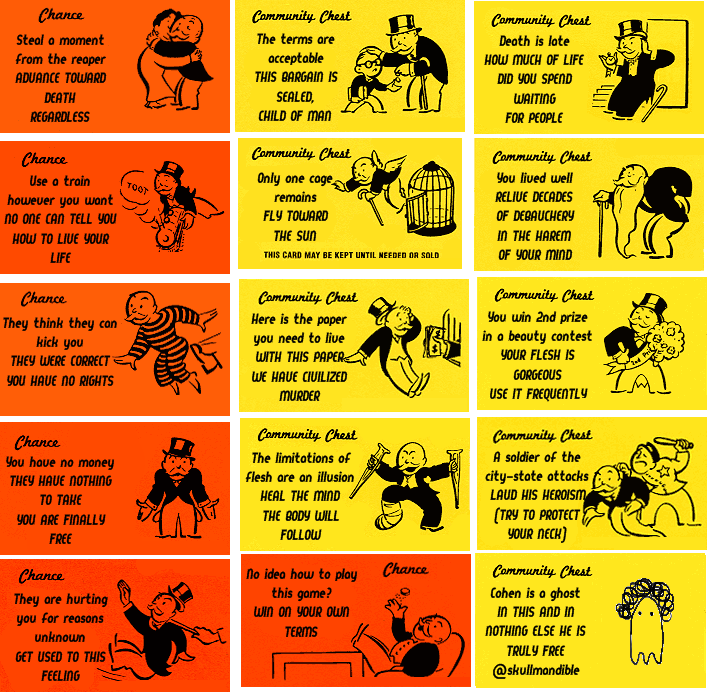 Chance
Steal a moment
from the reaper
ADVANCE TOWARD
DEATH
REGARDLESS
Community Chest
The terms are
acceptable
THIS BARGAIN IS
SEALED,
CHILD OF MAN
Community Chest
Death is late
HOW MUCH OF LIFE
DID YOU SPEND
WAITING
FOR PEOPLE
Chance
Use a train
however you want
NO ONE CAN TELL YOU
HOW TO LIVE YOUR
LIFE
TOOT
Community Chest
Only one cage
remains
FLY TOWARD
THE SUN
THIS CARD MAY BE KEPT UNTIL NEEDED OR SOLD
Community Chest
You lived well
RELIVE DECADES
OF DEBAUCHERY
IN THE HAREM
OF YOUR MIND
Chance
They think they can
kick you
THEY WERE CORRECT
YOU HAVE NO RIGHTS
Community Chest
Here is the paper
you need to live
WITH THIS PAPER
WE HAVE CIVILIZED
MURDER
$
Community Chest
You win 2nd prize
in a beauty contest
YOUR FLESH IS
GORGEOUS
USE IT FREQUENTLY
2nd Prize
Chance
You have no money
THEY HAVE NOTHING
TO TAKE
YOU ARE FINALLY
FREE
Community Chest
The limitations of
flesh are an illusion
HEAL THE MIND
THE BODY WILL
FOLLOW
Community Chest
A soldier of the
city-state attacks
LAUD HIS HEROISM
(TRY TO PROTECT
YOUR NECK)
Chance
They are hurting
you for reasons
unknown
GET USED TO THIS
FEELING
Chance
No idea how to play
this game?
WIN ON YOUR OWN
TERMS
Community Chest
Cohen is a ghost
IN THIS AND IN
NOTHING ELSE HE IS
TRULY FREE
@skullmandible